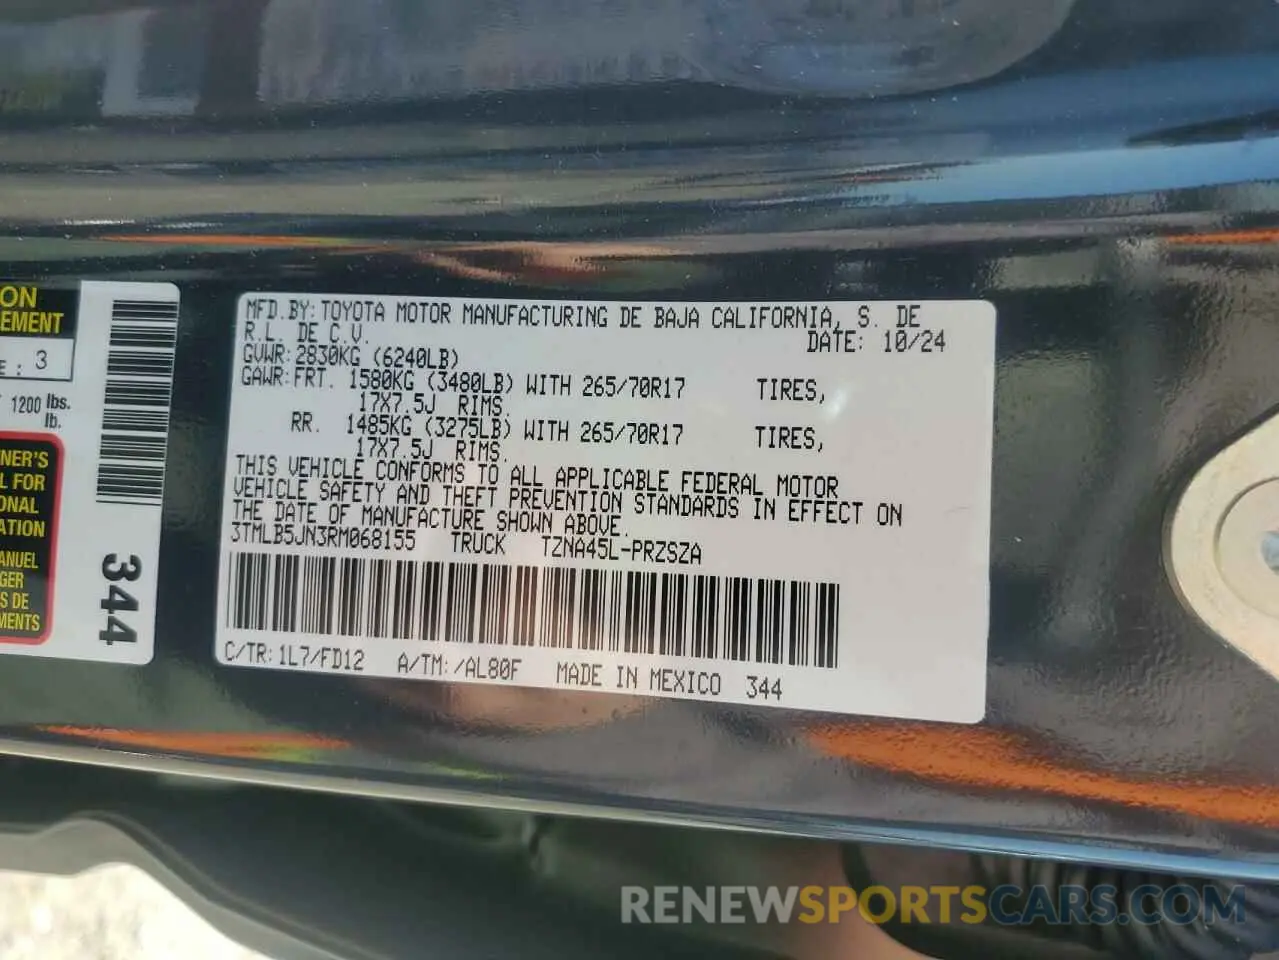 ON
EMENT
E : 3
1200 lbs.
lb.
NER'S
L FOR
ONAL
ATION
ANUEL
GER
S DE
MENTS
344
MFD. BY: TOYOTA MOTOR MANUFACTURING DE BAJA CALIFORNIA, S. DE
R.L. DE C.V. DATE: 10/24
GVWR: 2830KG (6240LB)
GAWR: FRT. 1580KG (3480LB) WITH 265/70R17 TIRES,
17X7.5J RIMS.
RR. 1485KG (3275LB) WITH 265/70R17 TIRES,
17X7.5J RIMS.
THIS VEHICLE CONFORMS TO ALL APPLICABLE FEDERAL MOTOR
VEHICLE SAFETY AND THEFT PREVENTION STANDARDS IN EFFECT ON
THE DATE OF MANUFACTURE SHOWN ABOVE.
3TMLB5JN3RM068155 TRUCK TZNA45L-PRZSZA
C/TR: 1L7/FD12 A/TM: /AL80F MADE IN MEXICO 344
RENEWSPORTSCARS.COM